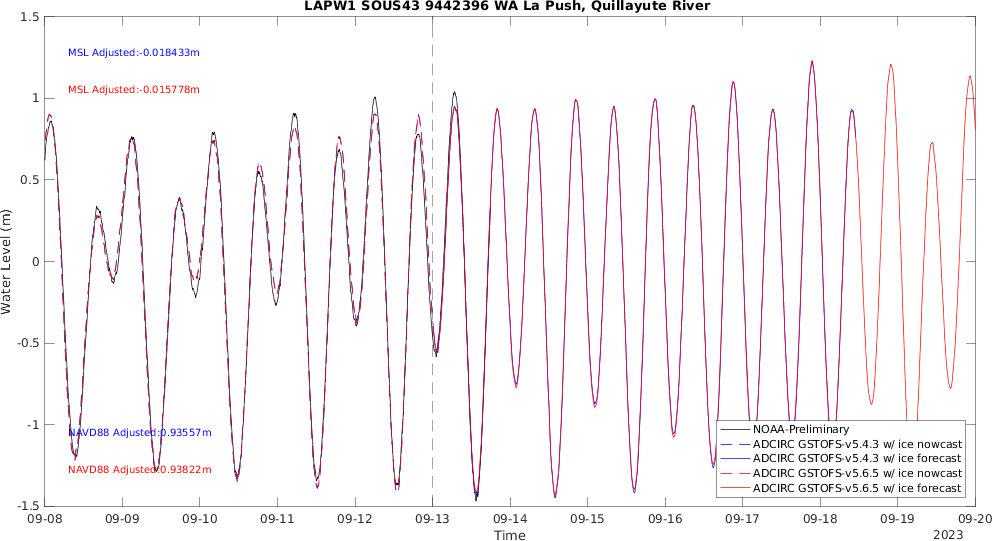 LAPW1 SOUS43 9442396 WA La Push, Quillayute River
1.5
1
0.5
0
-0.5
-1
-1.5
Water Level (m)
MSL Adjusted:-0.018433m
MSL Adjusted:-0.015778m
NAVD88 Adjusted:0.93557m
NAVD88 Adjusted:0.93822m
NOAA-Preliminary
ADCIRC GSTOFS-v5.4.3 w/ ice nowcast
ADCIRC GSTOFS-v5.4.3 w/ ice forecast
ADCIRC GSTOFS-v5.6.5 w/ ice nowcast
ADCIRC GSTOFS-v5.6.5 w/ ice forecast
09-08 09-09 09-10 09-11 09-12 09-13 09-14 09-15 09-16 09-17 09-18 09-19 09-20
Time
2023